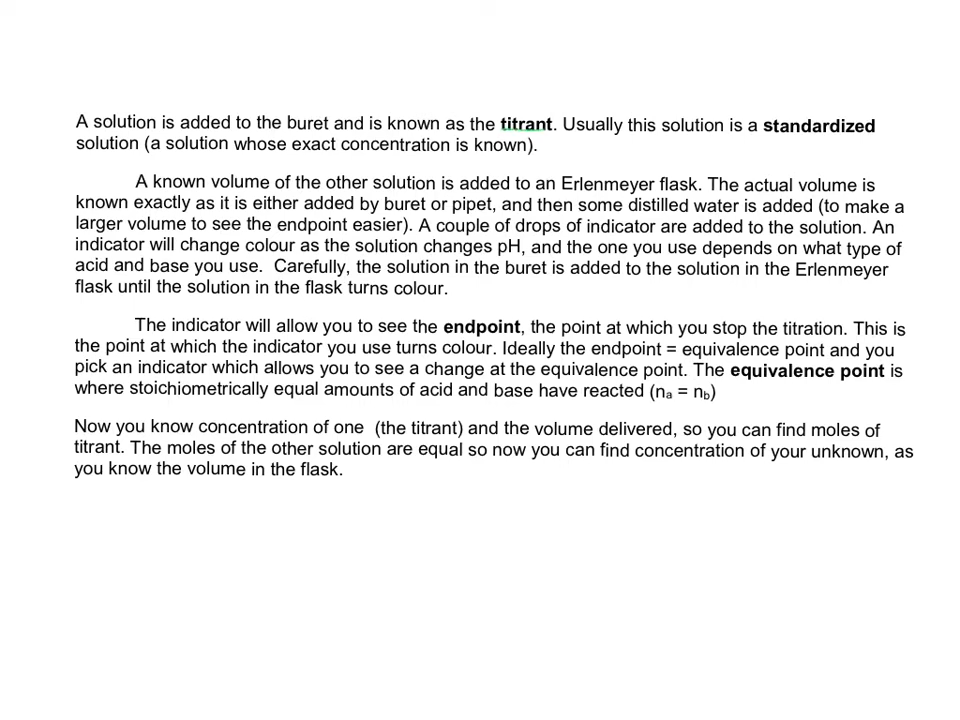 A solution is added to the buret and is known as the titrant. Usually this solution is a standardized
solution (a solution whose exact concentration is known).
A known volume of the other solution is added to an Erlenmeyer flask. The actual volume is
known exactly as it is either added by buret or pipet, and then some distilled water is added (to make a
larger volume to see the endpoint easier). A couple of drops of indicator are added to the solution. An
indicator will change colour as the solution changes pH, and the one you use depends on what type of
acid and base you use.  Carefully, the solution in the buret is added to the solution in the Erlenmeyer
flask until the solution in the flask turns colour.
The indicator will allow you to see the endpoint, the point at which you stop the titration. This is
the point at which the indicator you use turns colour. Ideally the endpoint = equivalence point and you
pick an indicator which allows you to see a change at the equivalence point. The equivalence point is
where stoichiometrically equal amounts of acid and base have reacted (nₐ = n_b)
Now you know concentration of one  (the titrant) and the volume delivered, so you can find moles of
titrant. The moles of the other solution are equal so now you can find concentration of your unknown, as
you know the volume in the flask.